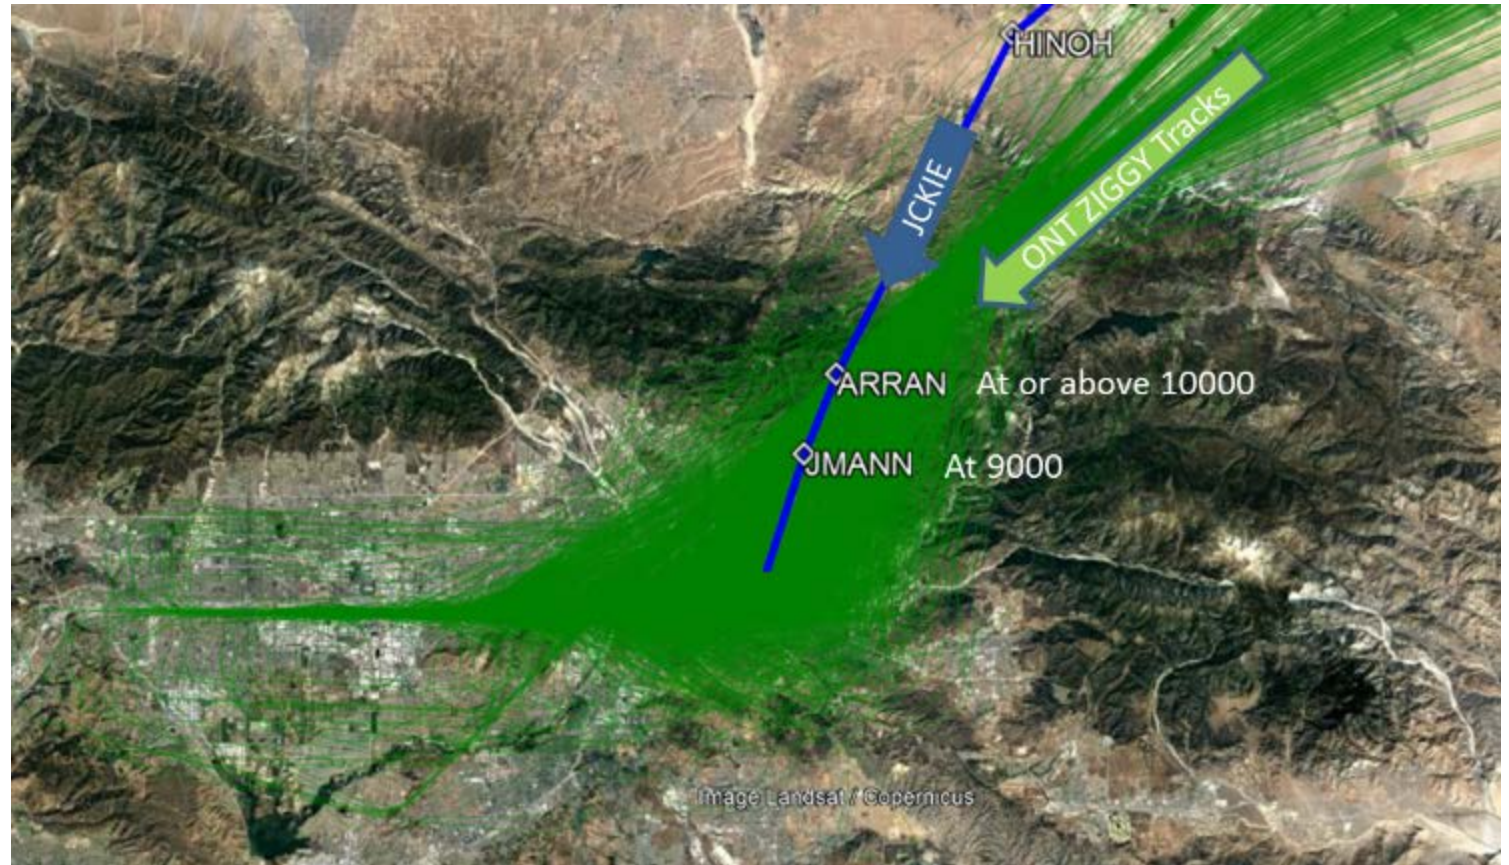 HINOH
JCKIE
ONT ZIGGY Tracks
ARRAN At or above 10000
JMANN At 9000
Image Landsat / Copernicus